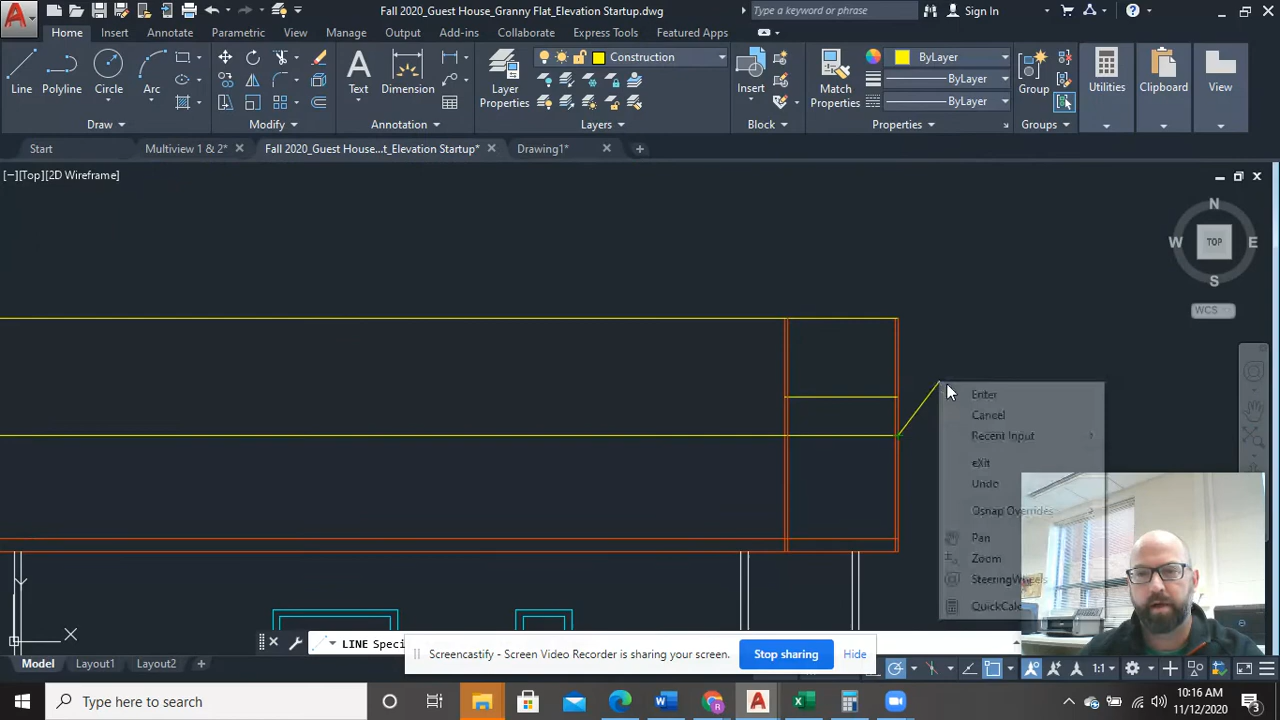 Fall 2020_Guest House_Granny Flat_Elevation Startup.dwg
Type a keyword or phrase
Sign In
Home Insert Annotate Parametric View Manage Output Add-ins Collaborate Express Tools Featured Apps
Line
Polyline
Circle
Arc
Text
Dimension
Layer Properties
Construction
Insert
Match Properties
ByLayer
ByLayer
ByLayer
Group
Utilities
Clipboard
View
Draw
Modify
Annotation
Layers
Block
Properties
Groups
Start
Multiview 1 & 2*
Fall 2020_Guest House...t_Elevation Startup*
Drawing1*
[−][Top][2D Wireframe]
N
W
TOP
E
S
WCS
Enter
Cancel
Recent Input
eXit
Undo
Osnap Overrides
Pan
Zoom
SteeringWheels
QuickCalc
Y
X
LINE Speci
Screencastify - Screen Video Recorder is sharing your screen.
Stop sharing
Hide
Model
Layout1
Layout2
1:1
Type here to search
10:16 AM
11/12/2020
3